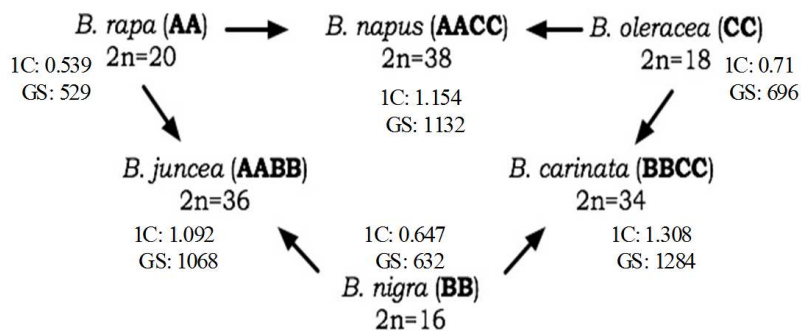 B. rapa (AA)
2n=20
1C: 0.539
GS: 529
B. napus (AACC)
2n=38
1C: 1.154
GS: 1132
B. oleracea (CC)
2n=18
1C: 0.71
GS: 696
B. juncea (AABB)
2n=36
1C: 1.092
GS: 1068
B. carinata (BBCC)
2n=34
1C: 1.308
GS: 1284
1C: 0.647
GS: 632
B. nigra (BB)
2n=16